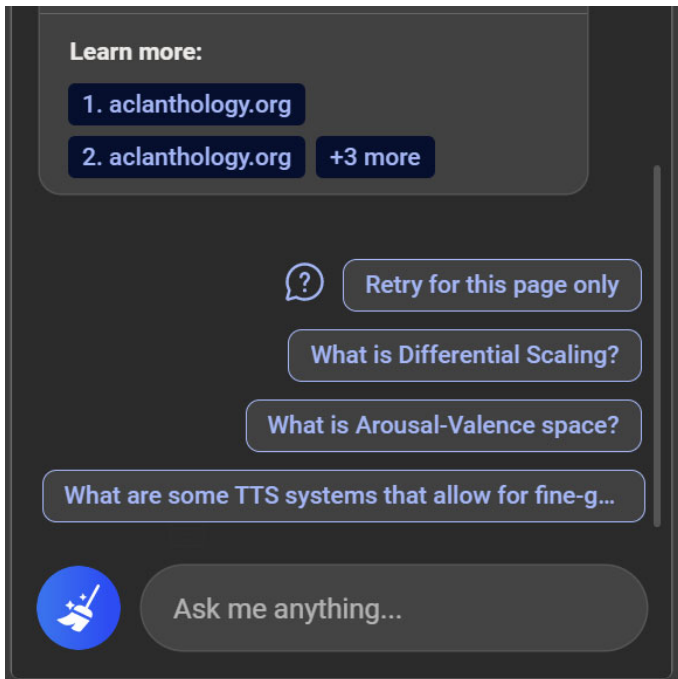 Learn more:
1. aclanthology.org
2. aclanthology.org +3 more
Retry for this page only
What is Differential Scaling?
What is Arousal-Valence space?
What are some TTS systems that allow for fine-g...
Ask me anything...